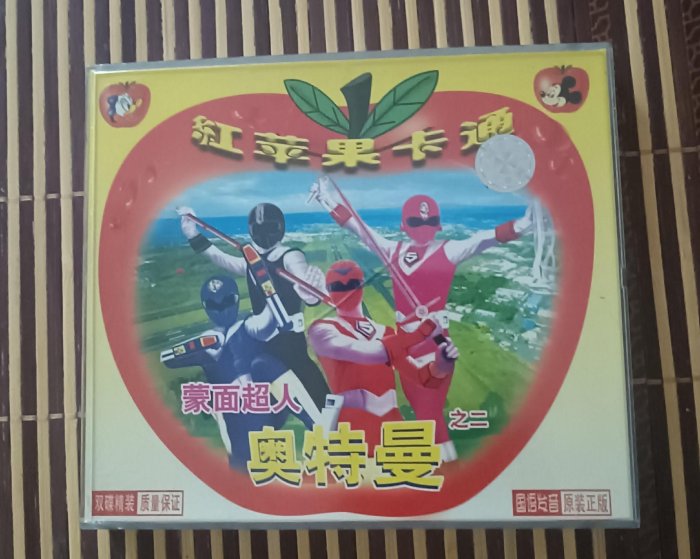 紅苹果卡通
蒙面超人
之二
奥特曼
双碟精装 质量保证
国语发音 原装正版